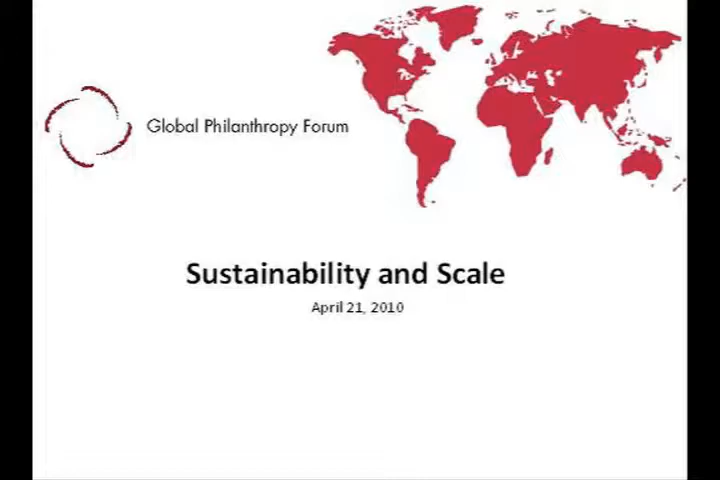 Global Philanthropy Forum
Sustainability and Scale
April 21, 2010